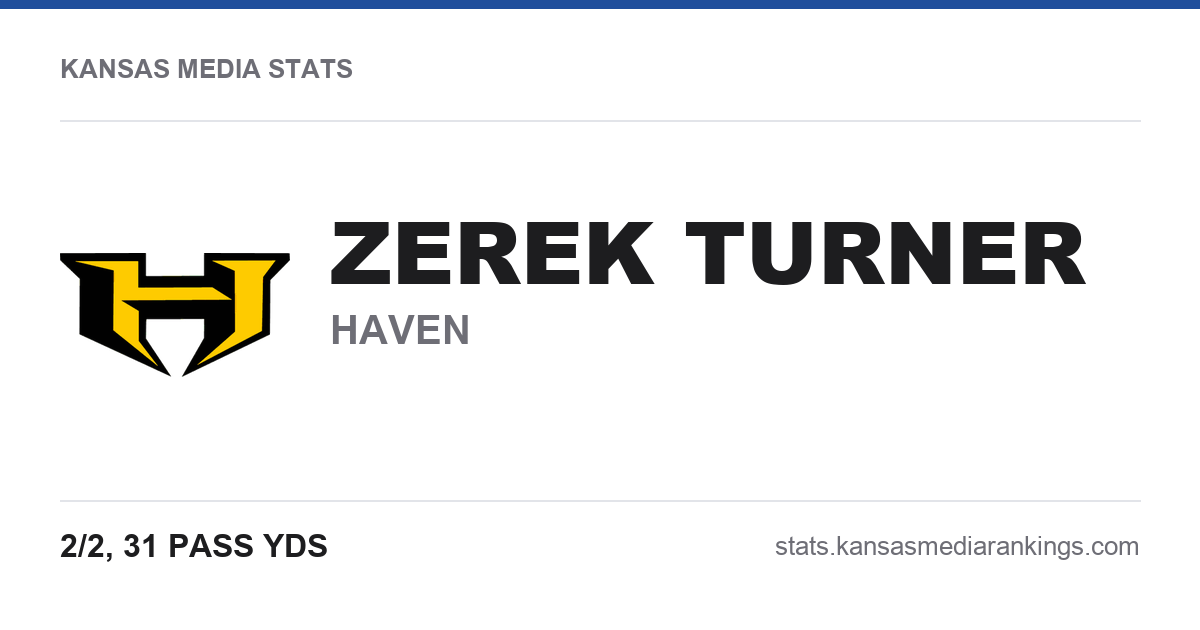 KANSAS MEDIA STATS
ZEREK TURNER
HAVEN
2/2, 31 PASS YDS
stats.kansasmediarankings.com